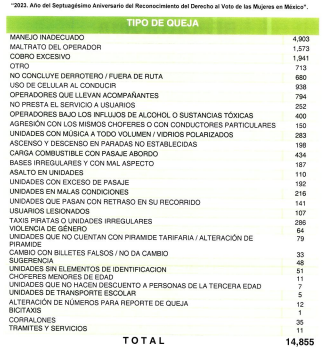 "2023. Año del Septuagésimo Aniversario del Reconocimiento del Derecho al Voto de las Mujeres en México".
TIPO DE QUEJA
MANEJO INADECUADO 4,903
MALTRATO DEL OPERADOR 1,573
COBRO EXCESIVO 1,941
OTRO 713
NO CONCLUYE DERROTERO / FUERA DE RUTA 680
USO DE CELULAR AL CONDUCIR 938
OPERADORES QUE LLEVAN ACOMPAÑANTES 794
NO PRESTA EL SERVICIO A USUARIOS 252
OPERADORES BAJO LOS INFLUJOS DE ALCOHOL O SUSTANCIAS TÓXICAS 400
AGRESIÓN CON LOS MISMOS CHOFERES O CON CONDUCTORES PARTICULARES 150
UNIDADES CON MÚSICA A TODO VOLUMEN / VIDRIOS POLARIZADOS 283
ASCENSO Y DESCENSO EN PARADAS NO ESTABLECIDAS 198
CARGA COMBUSTIBLE CON PASAJE ABORDO 434
BASES IRREGULARES Y CON MAL ASPECTO 187
ASALTO EN UNIDADES 110
UNIDADES CON EXCESO DE PASAJE 192
UNIDADES EN MALAS CONDICIONES 216
UNIDADES QUE PASAN CON RETRASO EN SU RECORRIDO 141
USUARIOS LESIONADOS 107
TAXIS PIRATAS O UNIDADES IRREGULARES 286
VIOLENCIA DE GÉNERO 64
UNIDADES QUE NO CUENTAN CON PIRAMIDE TARIFARIA / ALTERACIÓN DE 79
PIRAMIDE
CAMBIO CON BILLETES FALSOS / NO DA CAMBIO 33
SUGERENCIA 48
UNIDADES SIN ELEMENTOS DE IDENTIFICACION 51
CHOFERES MENORES DE EDAD 11
UNIDADES QUE NO HACEN DESCUENTO A PERSONAS DE LA TERCERA EDAD 7
UNIDADES DE TRANSPORTE ESCOLAR 5
ALTERACIÓN DE NÚMEROS PARA REPORTE DE QUEJA 12
BICITAXIS 1
CORRALONES 35
TRAMITES Y SERVICIOS 11
TOTAL 14,855